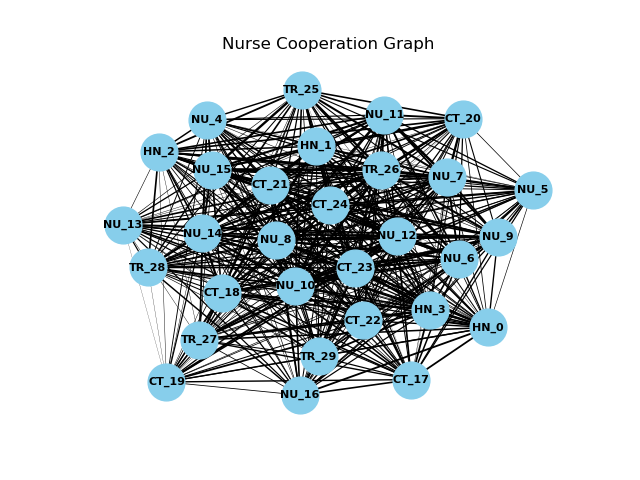 Nurse Cooperation Graph
TR_25
NU_11
NU_4
CT_20
HN_1
HN_2
NU_15
TR_26
NU_7
CT_21
NU_5
CT_24
NU_13
NU_14
NU_12
NU_9
NU_8
NU_6
TR_28
CT_23
NU_10
CT_18
HN_3
CT_22
HN_0
TR_27
TR_29
CT_17
CT_19
NU_16